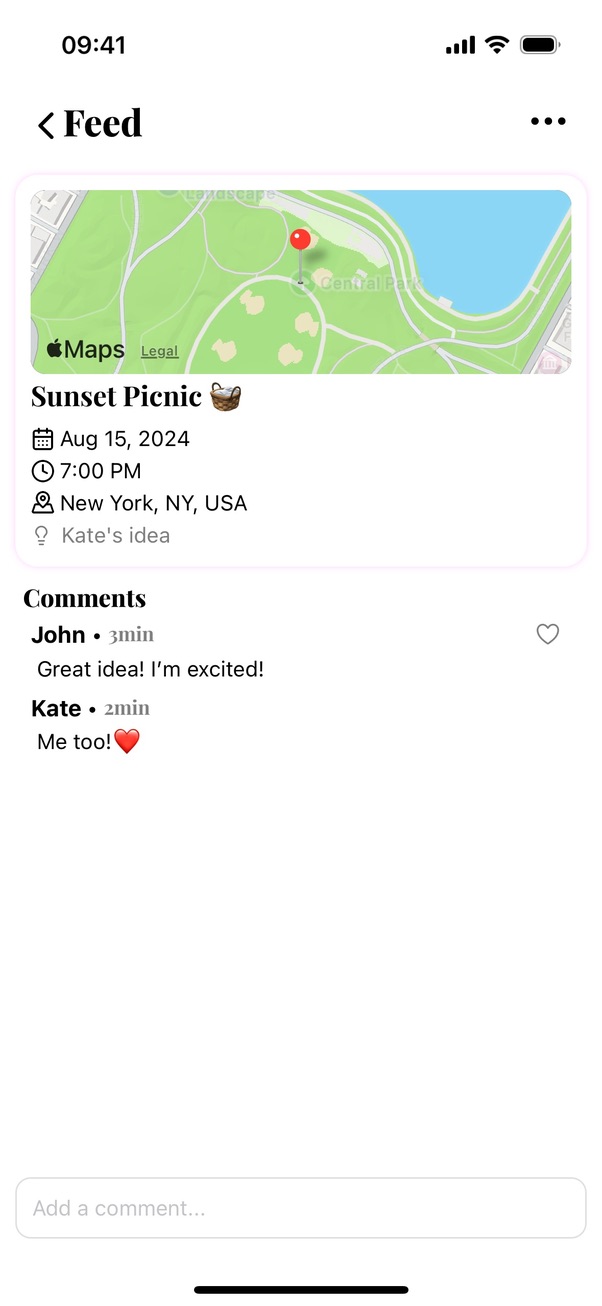 09:41
Feed
Landscape
Central Park
Maps Legal
Sunset Picnic 🧺
Aug 15, 2024
7:00 PM
New York, NY, USA
Kate's idea
Comments
John • 3min
Great idea! I’m excited!
Kate • 2min
Me too!❤️
Add a comment...